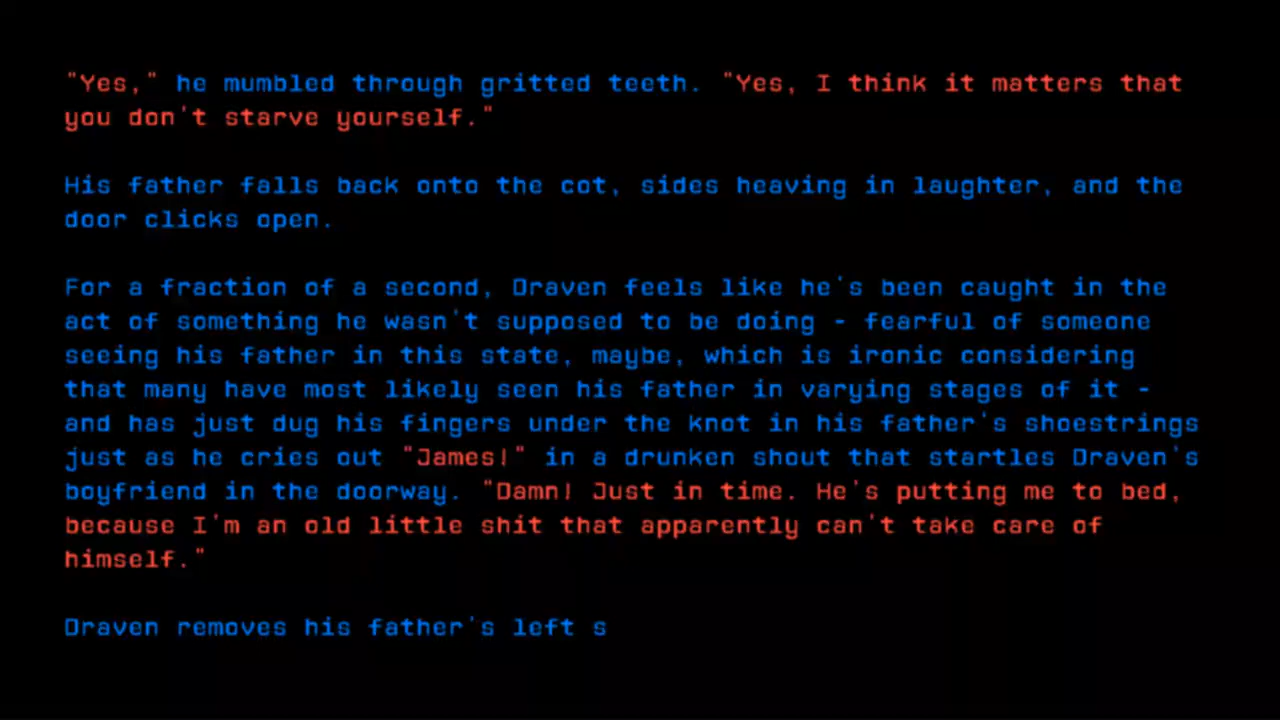 "Yes," he mumbled through gritted teeth. "Yes, I think it matters that
you don't starve yourself."
His father falls back onto the cot, sides heaving in laughter, and the
door clicks open.
For a fraction of a second, Draven feels like he's been caught in the
act of something he wasn't supposed to be doing - fearful of someone
seeing his father in this state, maybe, which is ironic considering
that many have most likely seen his father in varying stages of it -
and has just dug his fingers under the knot in his father's shoestrings
just as he cries out "James!" in a drunken shout that startles Draven's
boyfriend in the doorway. "Damn! Just in time. He's putting me to bed,
because I'm an old little shit that apparently can't take care of
himself."
Draven removes his father's left s